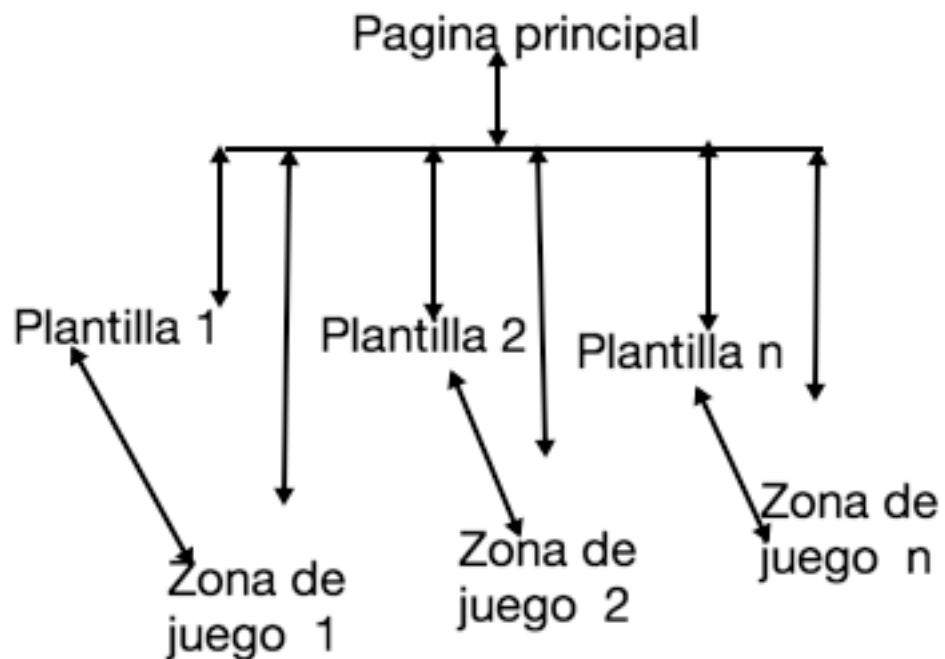 Pagina principal
Plantilla 1
Plantilla 2
Plantilla n
Zona de
juego 1
Zona de
juego 2
Zona de
juego n